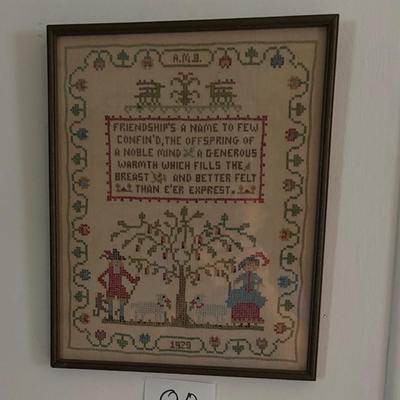 A.M.B.
FRIENDSHIP'S A NAME TO FEW
CONFIN'D, THE OFFSPRING OF
A NOBLE MIND A GENEROUS
WARMTH WHICH FILLS THE
BREAST AND BETTER FELT
THAN E'ER EXPREST.
1929